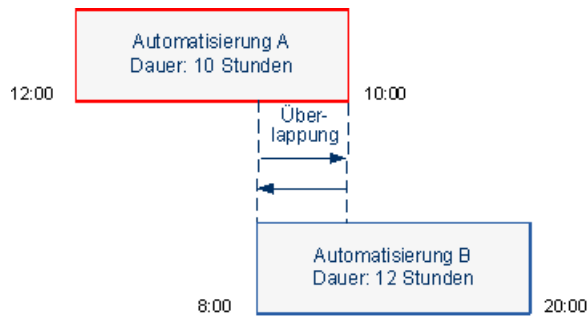 Automatisierung A
Dauer: 10 Stunden
12:00
10:00
Über-
lappung
Automatisierung B
Dauer: 12 Stunden
8:00
20:00